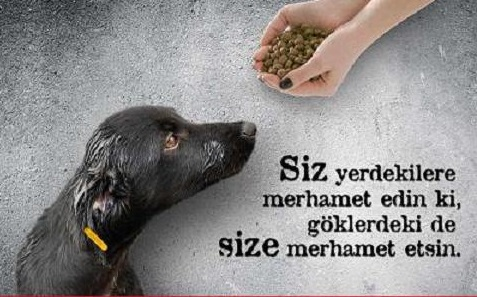 Siz yerdekilere
merhamet edin ki,
göklerdeki de
size merhamet etsin.